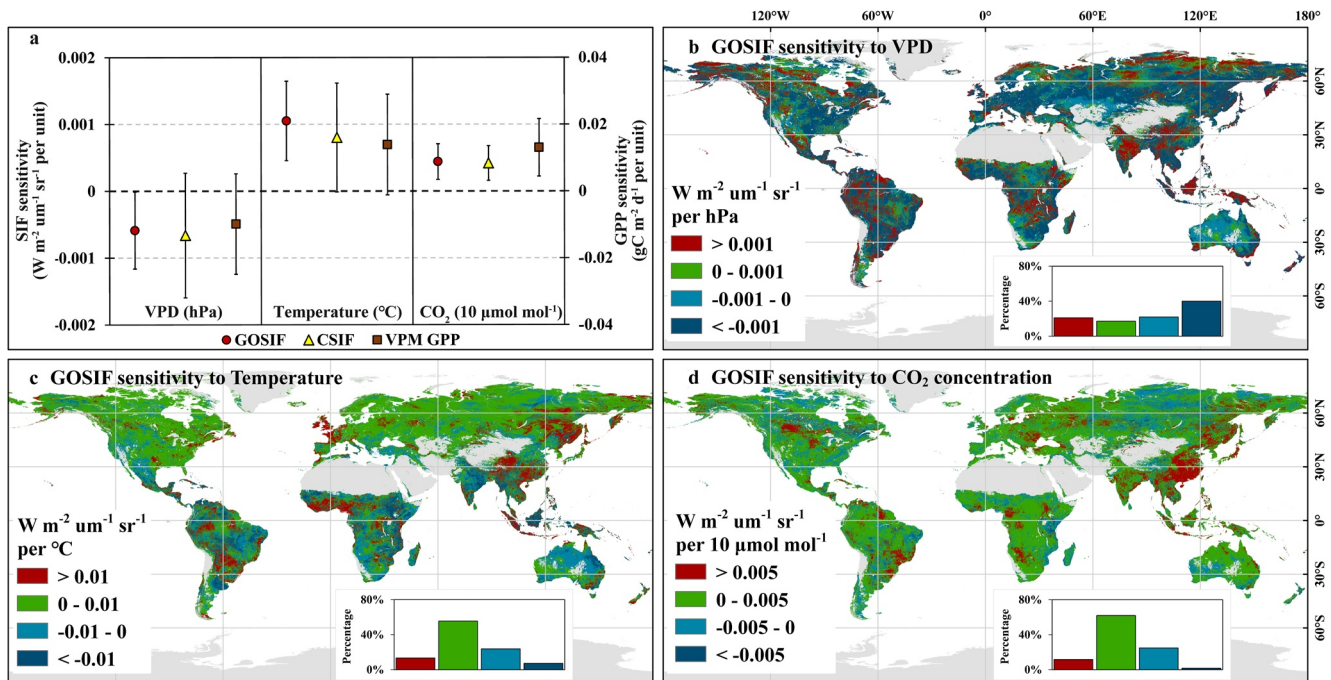 a
0.002
0.001
0
-0.001
-0.002
SIF sensitivity
(W m⁻² um⁻¹ sr⁻¹ per unit)
0.04
0.02
0
-0.02
-0.04
GPP sensitivity
(gC m⁻² d⁻¹ per unit)
VPD (hPa)
Temperature (°C)
CO₂ (10 µmol mol⁻¹)
GOSIF
CSIF
VPM GPP
120°W
60°W
0°
60°E
120°E
180°
b GOSIF sensitivity to VPD
60°N
30°N
0°
30°S
60°S
W m⁻² um⁻¹ sr⁻¹
per hPa
> 0.001
0 - 0.001
-0.001 - 0
< -0.001
Percentage
80%
40%
0%
c GOSIF sensitivity to Temperature
W m⁻² um⁻¹ sr⁻¹
per °C
> 0.01
0 - 0.01
-0.01 - 0
< -0.01
Percentage
80%
40%
0%
d GOSIF sensitivity to CO₂ concentration
60°N
30°N
0°
30°S
60°S
W m⁻² um⁻¹ sr⁻¹
per 10 µmol mol⁻¹
> 0.005
0 - 0.005
-0.005 - 0
< -0.005
Percentage
80%
40%
0%